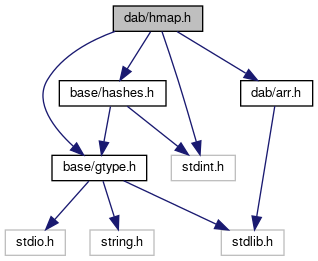 dab/hmap.h
base/hashes.h
dab/arr.h
base/gtype.h
stdint.h
stdio.h
string.h
stdlib.h